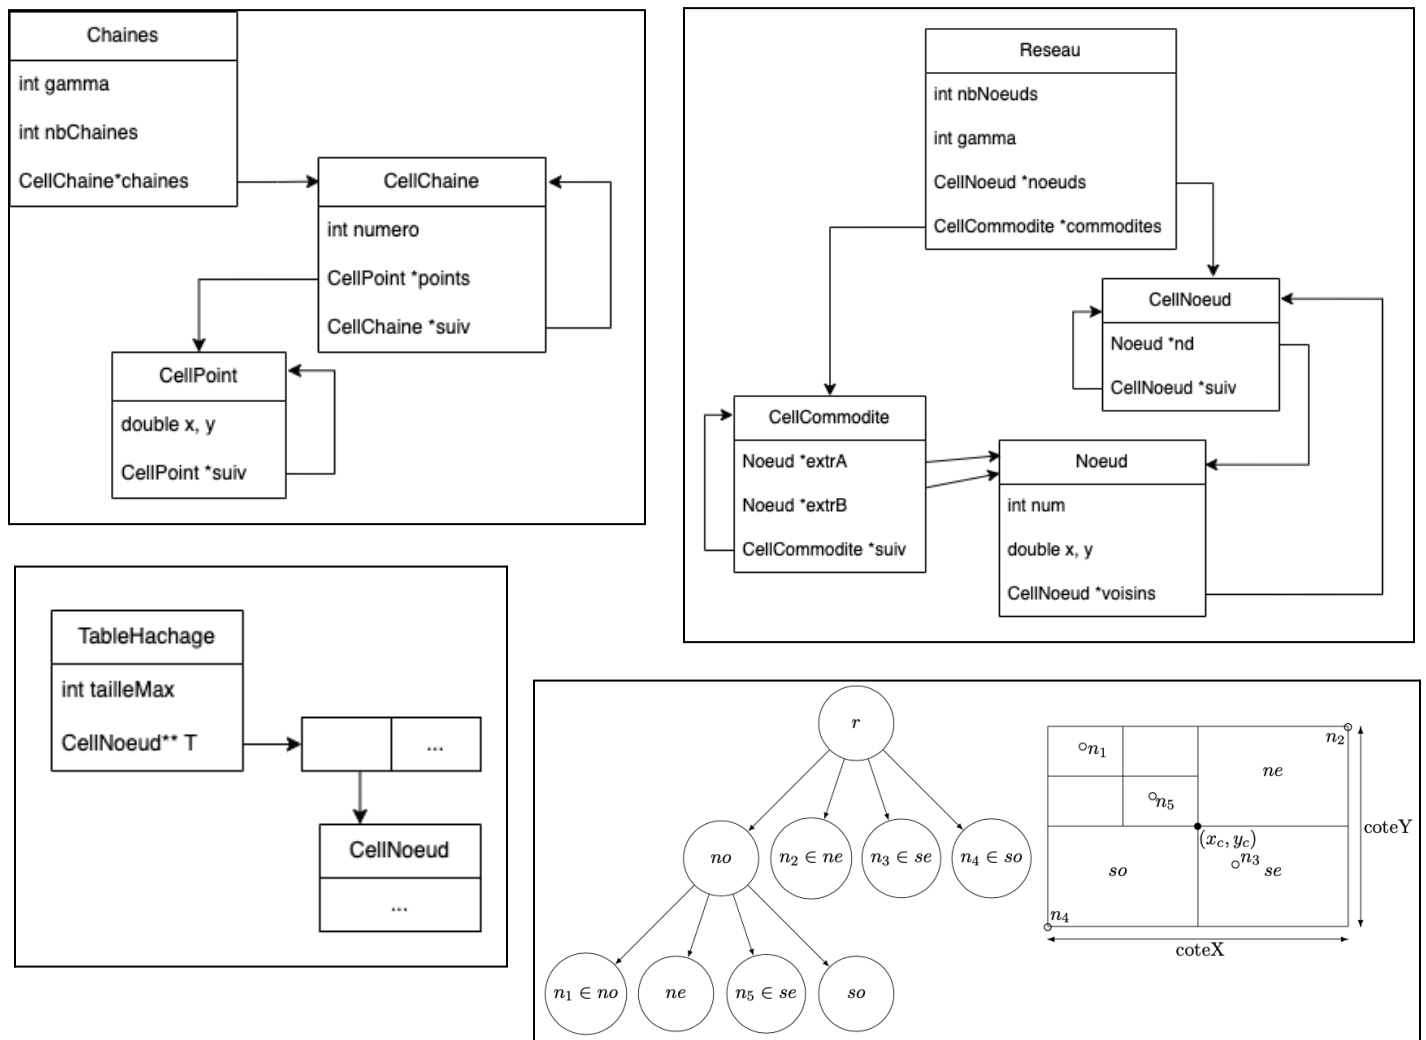 Chaines
int gamma
int nbChaines
CellChaine*chaines
CellChaine
int numero
CellPoint *points
CellChaine *suiv
CellPoint
double x, y
CellPoint *suiv
Reseau
int nbNoeuds
int gamma
CellNoeud *noeuds
CellCommodite *commodites
CellNoeud
Noeud *nd
CellNoeud *suiv
CellCommodite
Noeud *extrA
Noeud *extrB
CellCommodite *suiv
Noeud
int num
double x, y
CellNoeud *voisins
TableHachage
int tailleMax
CellNoeud** T
...
CellNoeud
...
r
no
n₂ ∈ ne
n₃ ∈ se
n₄ ∈ so
n₁ ∈ no
ne
n₅ ∈ se
so
n₁
n₂
ne
n₅
coteY
(x_c, y_c)
n₃
so
se
n₄
coteX